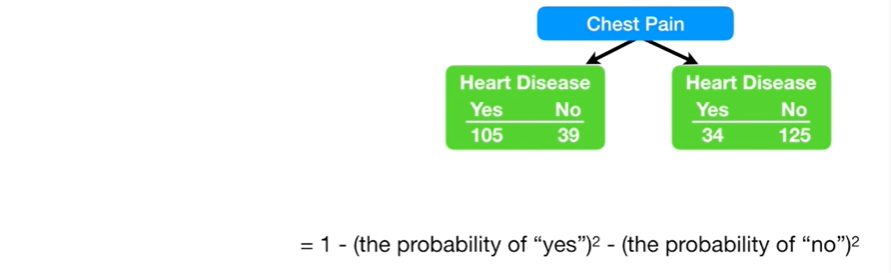 Chest Pain
Heart Disease Heart Disease
Yes No Yes No
105 39 34 125
= 1 - (the probability of “yes”)² - (the probability of “no”)²